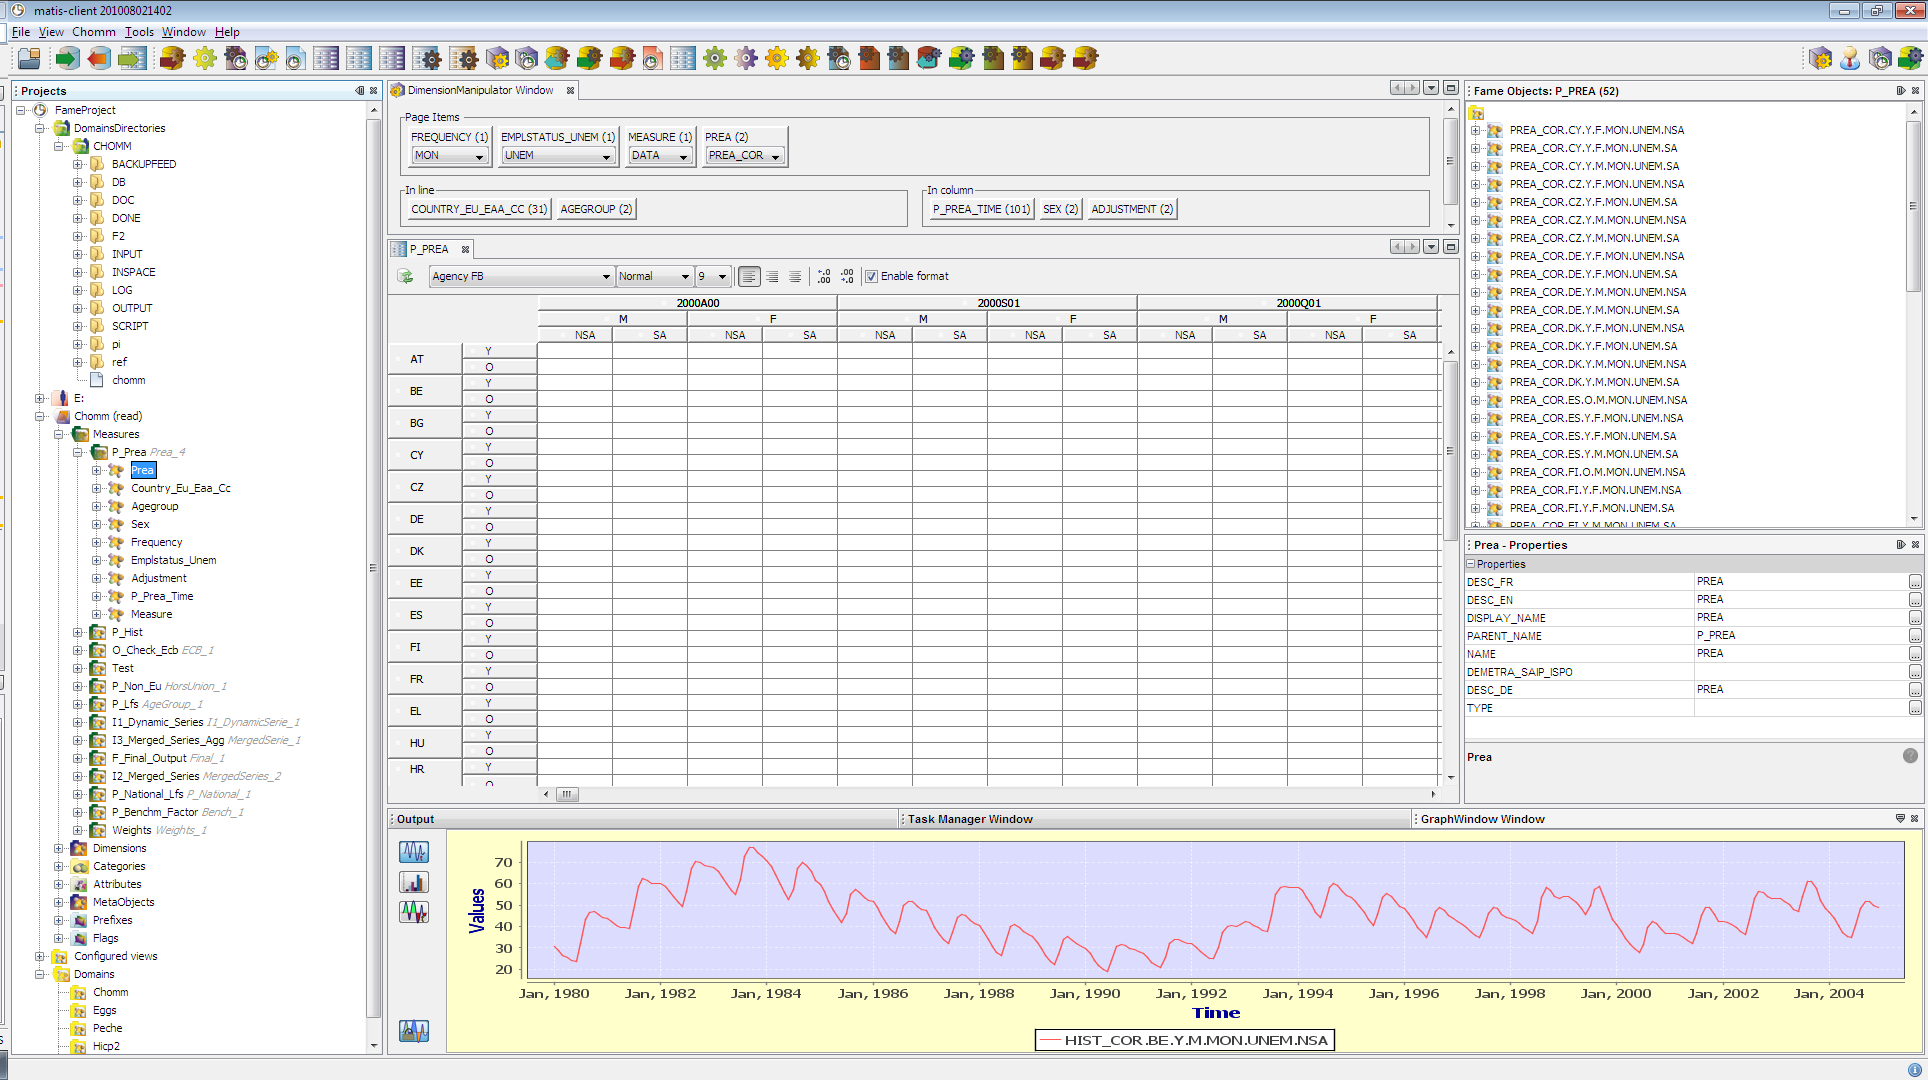 matis-client 201008021402
File View Chomm Tools Window Help
Projects
FameProject
DomainsDirectories
CHOMM
BACKUPFEED
DB
DOC
DONE
F2
INPUT
INSPACE
LOG
OUTPUT
SCRIPT
pi
ref
chomm
E:
Chomm (read)
Measures
P_Prea Prea_4
Prea
Country_Eu_Eaa_Cc
Agegroup
Sex
Frequency
Emplstatus_Unem
Adjustment
P_Prea_Time
Measure
P_Hist
O_Check_Ecb ECB_1
Test
P_Non_Eu HorsUnion_1
P_Lfs AgeGroup_1
I1_Dynamic_Series I1_DynamicSerie_1
I3_Merged_Series_Agg MergedSerie_1
F_Final_Output Final_1
I2_Merged_Series MergedSeries_2
P_National_Lfs P_National_1
P_Benchm_Factor Bench_1
Weights Weights_1
Dimensions
Categories
Attributes
MetaObjects
Prefixes
Flags
Configured views
Domains
Chomm
Eggs
Peche
Hicp2
DimensionManipulator Window
Page Items
FREQUENCY (1) EMPLSTATUS_UNEM (1) MEASURE (1) PREA (2)
MON UNEM DATA PREA_COR
In line In column
COUNTRY_EU_EAA_CC (31) AGEGROUP (2) P_PREA_TIME (101) SEX (2) ADJUSTMENT (2)
P_PREA
Agency FB Normal 9 Enable format
2000A00 2000S01 2000Q01
M F M F M F
NSA SA NSA SA NSA SA NSA SA NSA SA NSA SA
AT Y
O
BE Y
O
BG Y
O
CY Y
O
CZ Y
O
DE Y
O
DK Y
O
EE Y
O
ES Y
O
FI Y
O
FR Y
O
EL Y
O
HU Y
O
HR Y
O
Fame Objects: P_PREA (52)
PREA_COR.CY.Y.F.MON.UNEM.NSA
PREA_COR.CY.Y.F.MON.UNEM.SA
PREA_COR.CY.Y.M.MON.UNEM.SA
PREA_COR.CZ.Y.F.MON.UNEM.NSA
PREA_COR.CZ.Y.F.MON.UNEM.SA
PREA_COR.CZ.Y.M.MON.UNEM.NSA
PREA_COR.CZ.Y.M.MON.UNEM.SA
PREA_COR.DE.Y.F.MON.UNEM.NSA
PREA_COR.DE.Y.F.MON.UNEM.SA
PREA_COR.DE.Y.M.MON.UNEM.NSA
PREA_COR.DE.Y.M.MON.UNEM.SA
PREA_COR.DK.Y.F.MON.UNEM.NSA
PREA_COR.DK.Y.F.MON.UNEM.SA
PREA_COR.DK.Y.M.MON.UNEM.NSA
PREA_COR.DK.Y.M.MON.UNEM.SA
PREA_COR.ES.O.M.MON.UNEM.NSA
PREA_COR.ES.Y.F.MON.UNEM.NSA
PREA_COR.ES.Y.F.MON.UNEM.SA
PREA_COR.ES.Y.M.MON.UNEM.SA
PREA_COR.FI.O.M.MON.UNEM.NSA
PREA_COR.FI.Y.F.MON.UNEM.NSA
PREA_COR.FI.Y.F.MON.UNEM.SA
PREA_COR.FI.Y.M.MON.UNEM.SA
Prea - Properties
Properties
DESC_FR PREA
DESC_EN PREA
DISPLAY_NAME PREA
PARENT_NAME P_PREA
NAME PREA
DEMETRA_SAIP_ISPO
DESC_DE PREA
TYPE
Prea
Output Task Manager Window GraphWindow Window
Values
70
60
50
40
30
20
Jan, 1980 Jan, 1982 Jan, 1984 Jan, 1986 Jan, 1988 Jan, 1990 Jan, 1992 Jan, 1994 Jan, 1996 Jan, 1998 Jan, 2000 Jan, 2002 Jan, 2004
Time
HIST_COR.BE.Y.M.MON.UNEM.NSA